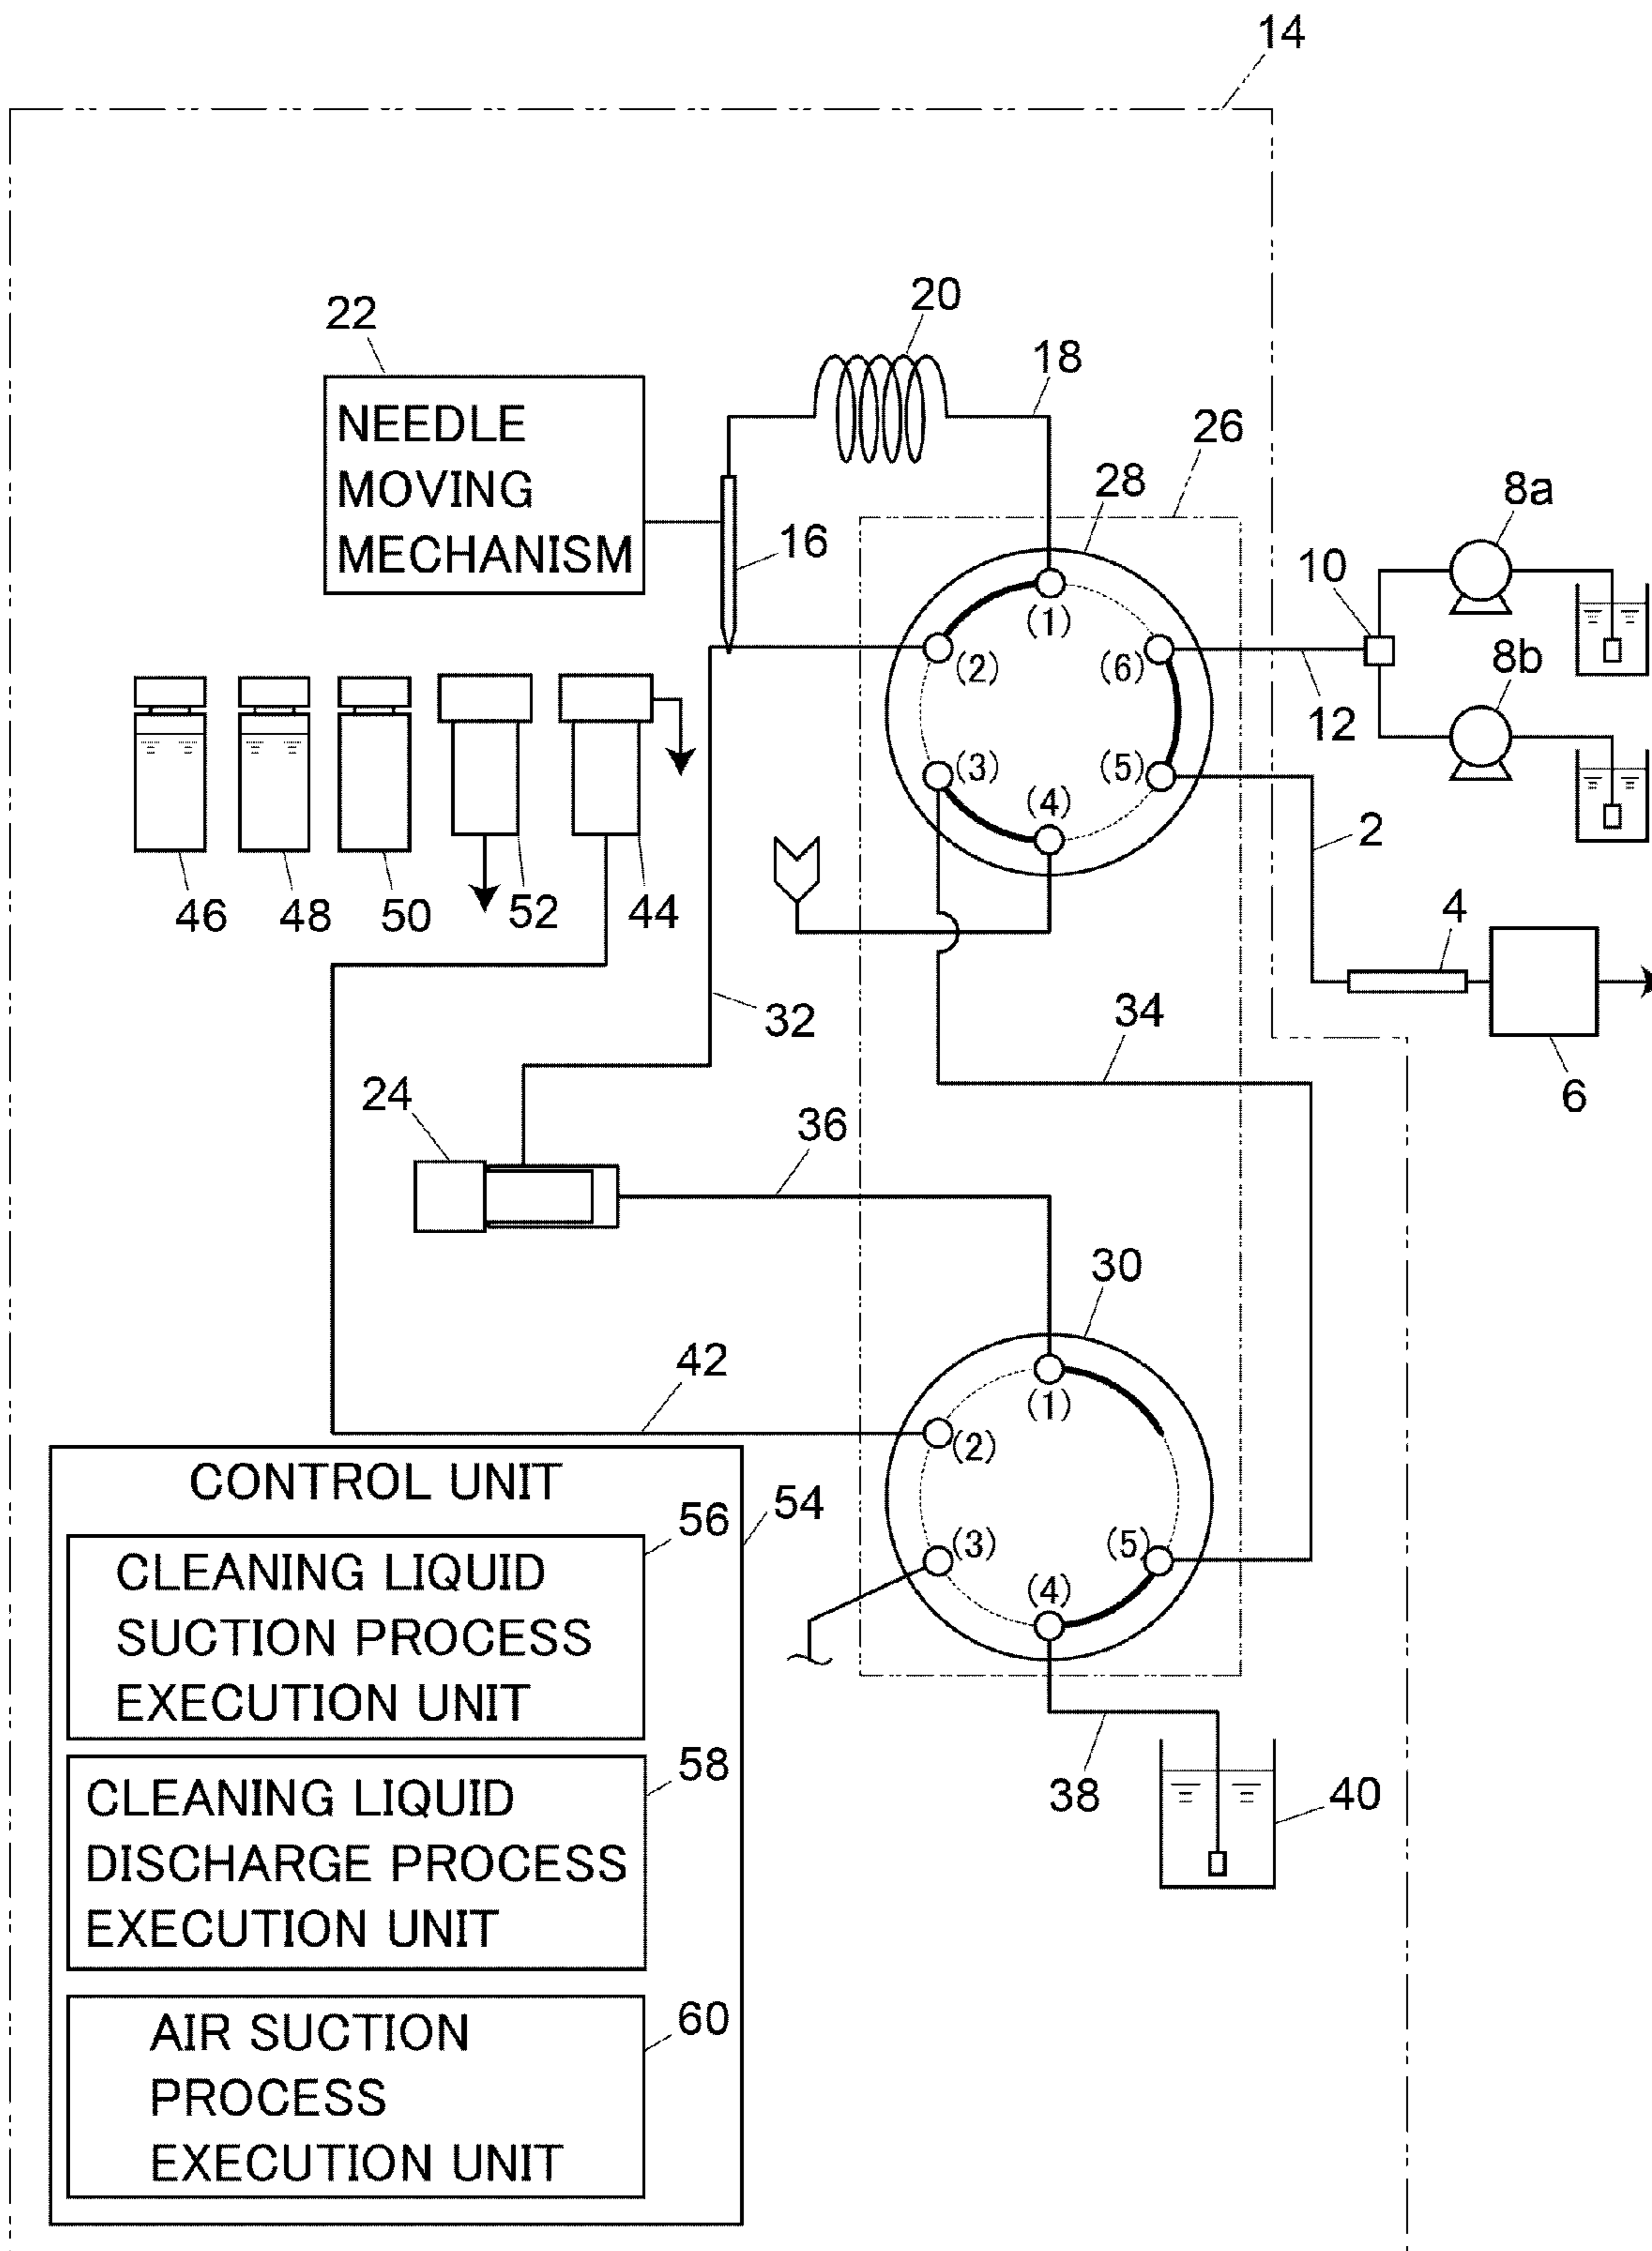 14
20
22
18
26
NEEDLE
MOVING
MECHANISM
28
8a
16
10
(1)
(2)
(6)
8b
12
(3)
(5)
(4)
2
46
48
50
52
44
4
32
34
6
24
36
30
42
(1)
(2)
CONTROL UNIT
54
56
(3)
(5)
CLEANING LIQUID
SUCTION PROCESS
EXECUTION UNIT
(4)
58
38
40
CLEANING LIQUID
DISCHARGE PROCESS
EXECUTION UNIT
60
AIR SUCTION
PROCESS
EXECUTION UNIT